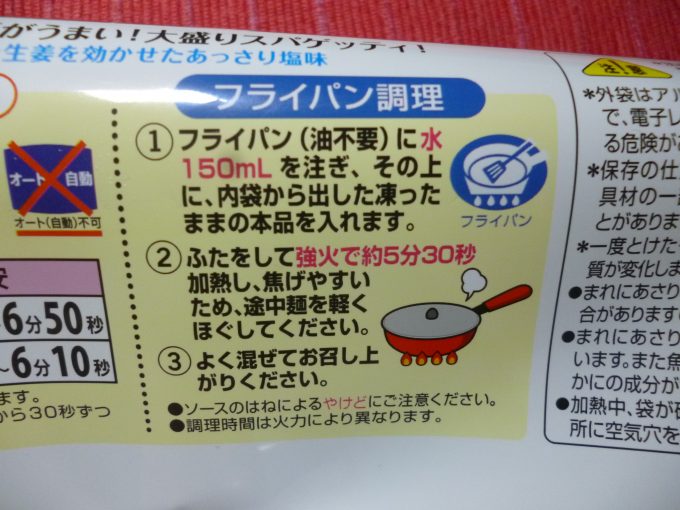 がうまい!大盛りスパゲッティ!
生姜を効かせたあっさり塩味
フライパン調理
① フライパン(油不要)に水
150mLを注ぎ、その上
に、内袋から出した凍った
ままの本品を入れます。
フライパン
② ふたをして強火で約5分30秒
加熱し、焦げやすい
ため、途中麺を軽く
ほぐしてください。
③ よく混ぜてお召し上
がりください。
●ソースのはねによるやけどにご注意ください。
●調理時間は火力により異なります。
オート 自動
オート(自動)不可
安
6分50秒
〜6分10秒
ます。
から30秒ずつ
注意
*外袋はアル
で、電子レ
る危険があ
*保存の仕
具材の一
とがありま
*一度とけた
質が変化しま
●まれにあさり
合があります
●まれにあさり
います。また魚
かにの成分が
●加熱中、袋が
所に空気穴を